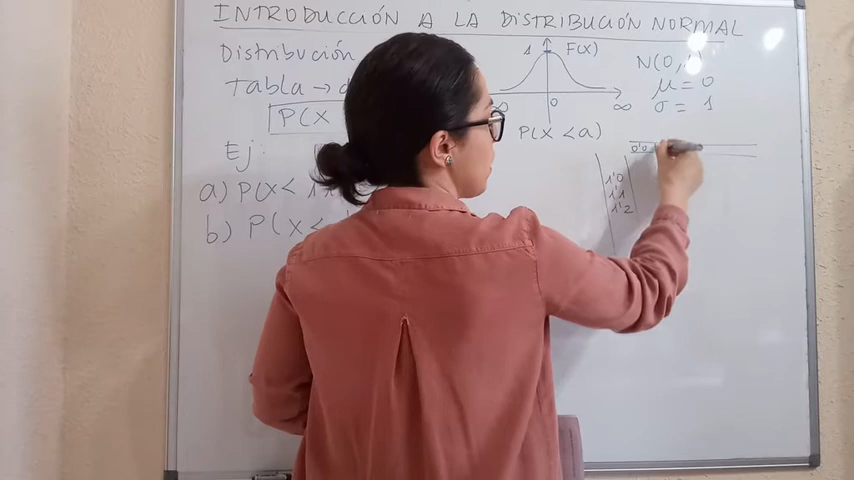 INTRODUCCIÓN A LA DISTRIBUCIÓN NORMAL
Distribución
Tabla →
P(X
Ej:
a) P(X<
b) P(X <
1 F(X)
0 ∞
P(X < a)
N(0,
μ = 0
σ = 1
0'0
1'0
1'1
1'2